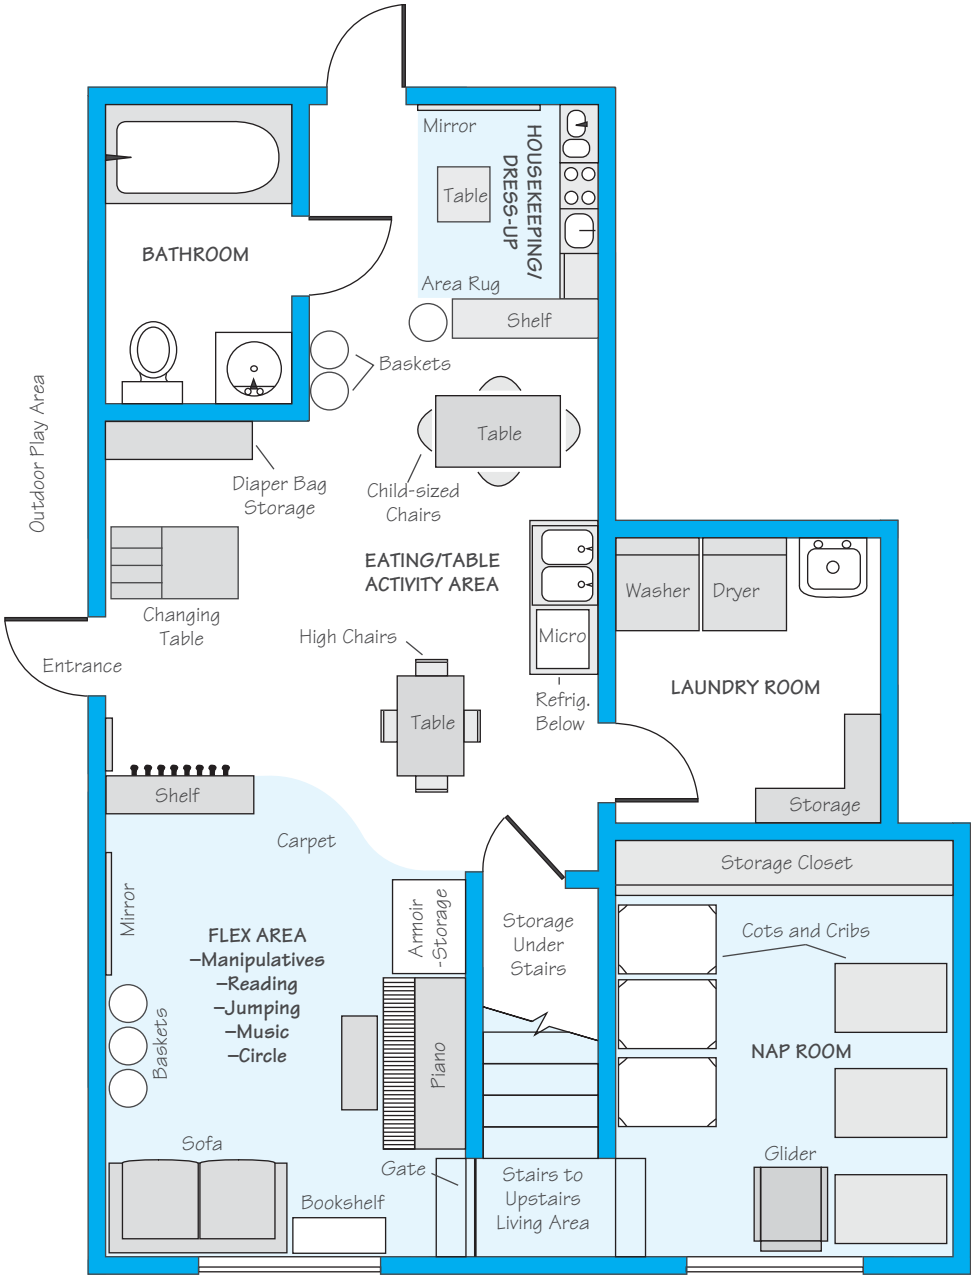 Mirror
HOUSEKEEPING/
DRESS-UP
Table
BATHROOM
Area Rug
Shelf
Baskets
Outdoor Play Area
Table
Diaper Bag
Storage
Child-sized
Chairs
EATING/TABLE
ACTIVITY AREA
Washer
Dryer
Changing
Table
High Chairs
Micro
Entrance
LAUNDRY ROOM
Refrig.
Below
Table
Shelf
Storage
Carpet
Storage Closet
Mirror
Armoir
-Storage
Storage
Under
Stairs
Cots and Cribs
FLEX AREA
–Manipulatives
–Reading
–Jumping
–Music
–Circle
Baskets
Piano
NAP ROOM
Sofa
Gate
Stairs to
Upstairs
Living Area
Glider
Bookshelf